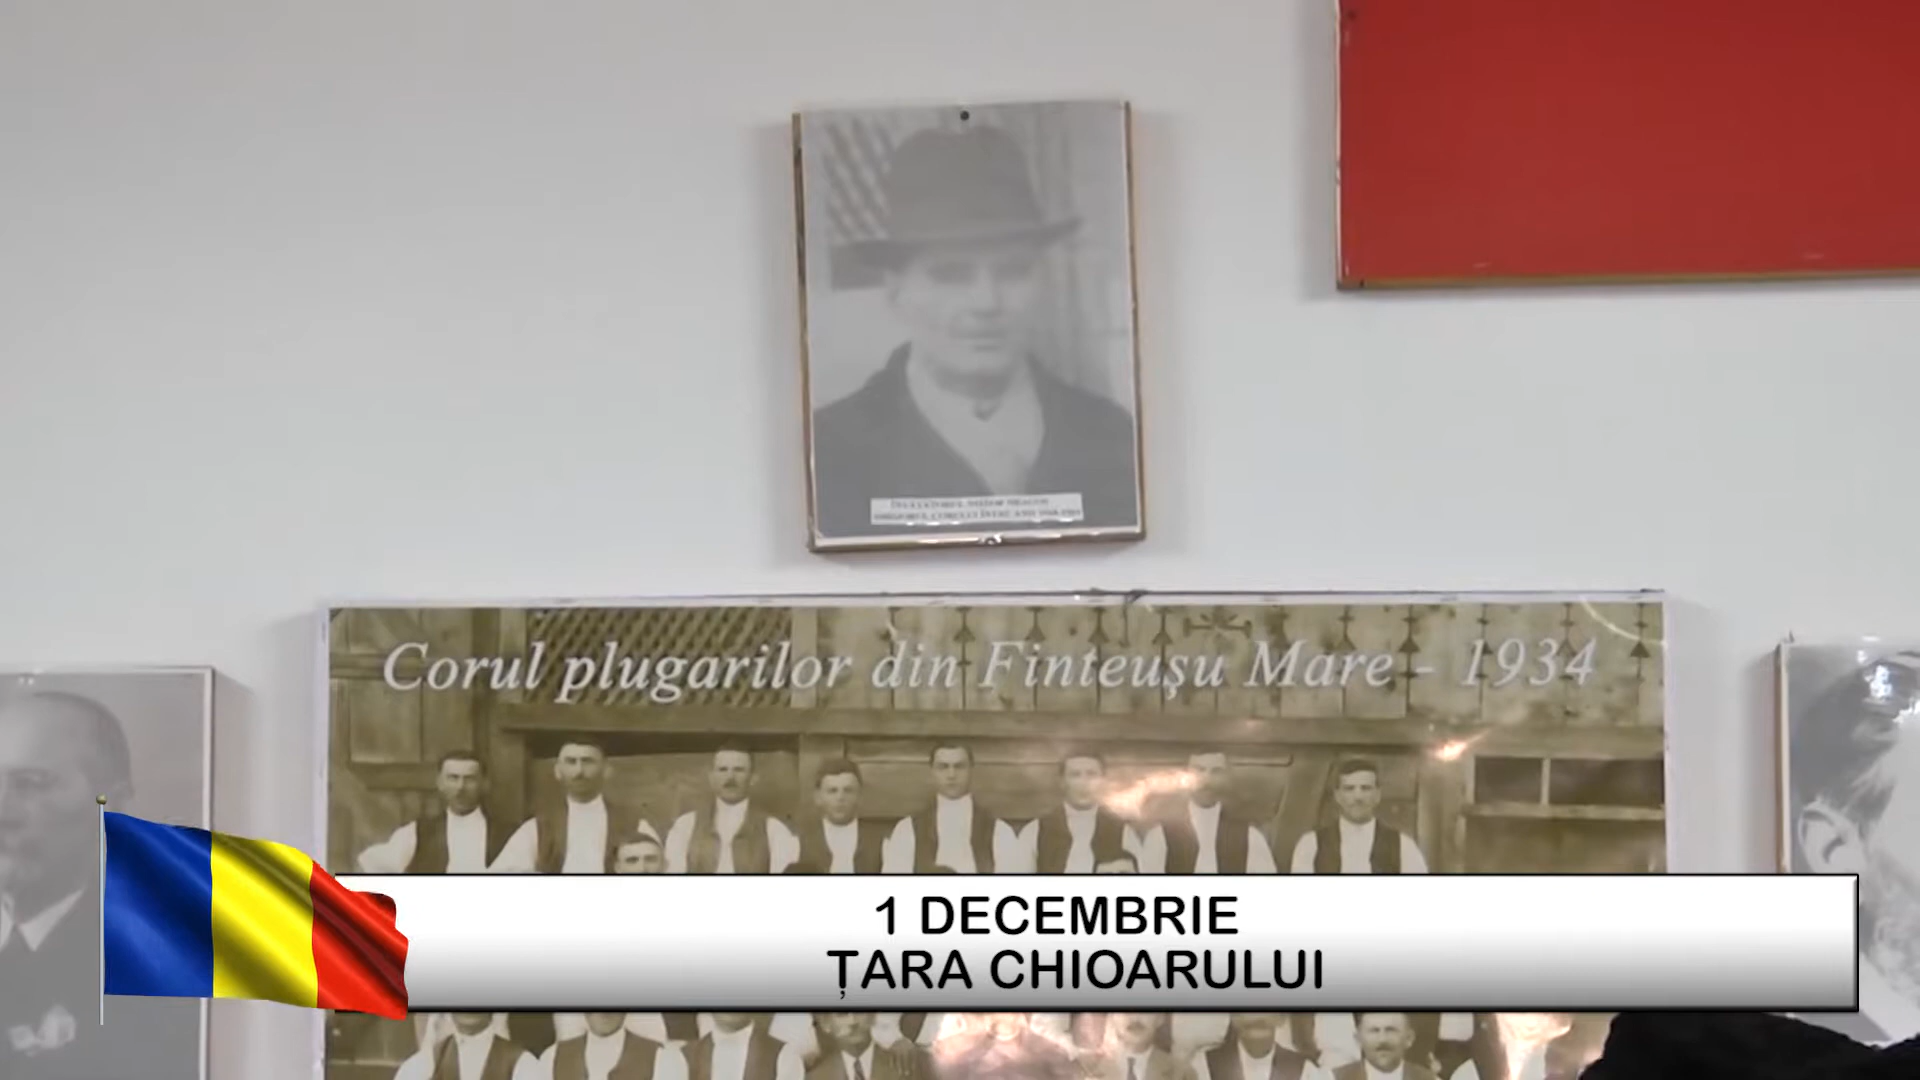 Corul plugarilor din Finteușu Mare - 1934
1 DECEMBRIE
ȚARA CHIOARULUI